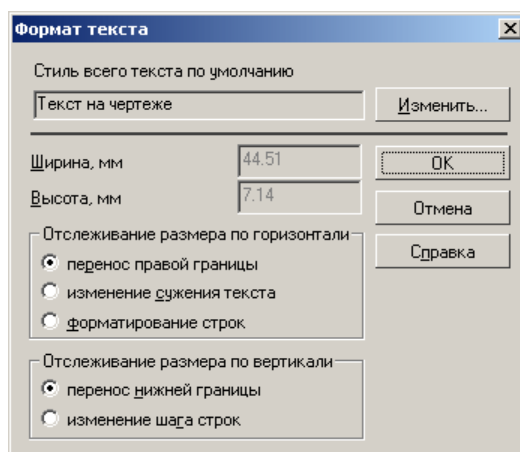 Формат текста
Стиль всего текста по умолчанию
Текст на чертеже
Изменить...
Ширина, мм
44.51
OK
Высота, мм
7.14
Отмена
Отслеживание размера по горизонтали
Справка
перенос правой границы
изменение сужения текста
форматирование строк
Отслеживание размера по вертикали
перенос нижней границы
изменение шага строк